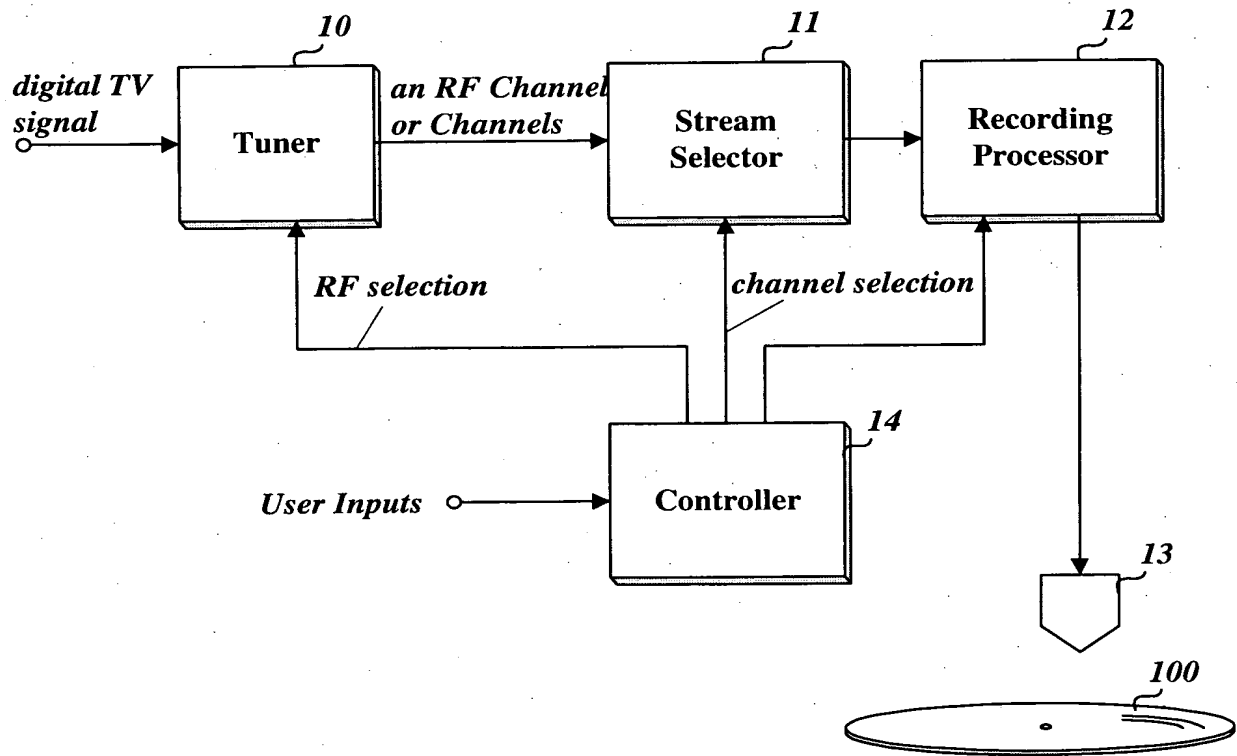 10
11
12
digital TV
signal
Tuner
an RF Channel
or Channels
Stream
Selector
Recording
Processor
RF selection
channel selection
14
User Inputs
Controller
13
100